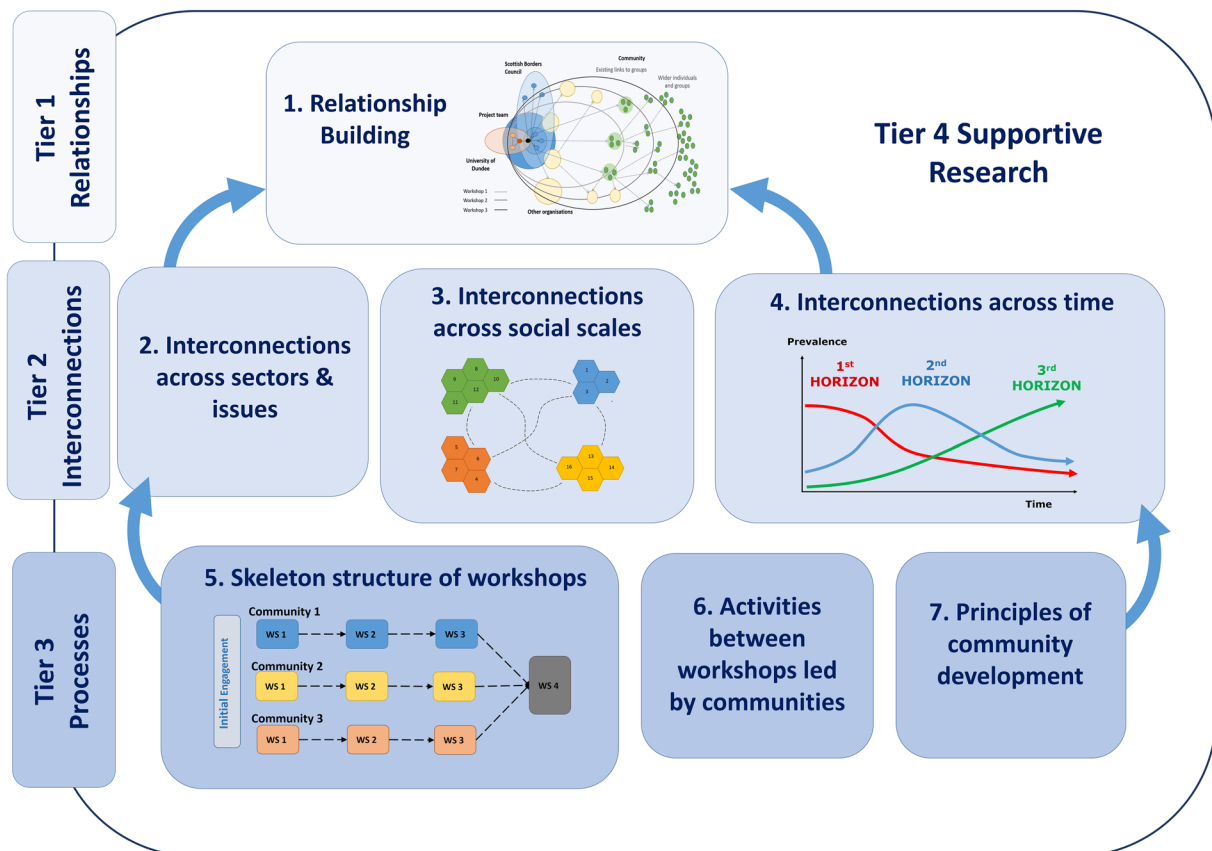 Tier 1
Relationships
Tier 2
Interconnections
Tier 3
Processes
Tier 4 Supportive
Research
1. Relationship
Building
Scottish Borders
Council
Community
Existing links to groups
Wider individuals
and groups
Project team
University of
Dundee
Workshop 1
Workshop 2
Workshop 3
Other organisations
2. Interconnections
across sectors &
issues
3. Interconnections
across social scales
8
9
10
12
11
1
2
3
5
6
7
4
13
16
14
15
4. Interconnections across time
Prevalence
1st
HORIZON
2nd
HORIZON
3rd
HORIZON
Time
5. Skeleton structure of workshops
Initial Engagement
Community 1
WS 1
WS 2
WS 3
Community 2
WS 1
WS 2
WS 3
WS 4
Community 3
WS 1
WS 2
WS 3
6. Activities
between
workshops led
by communities
7. Principles of
community
development